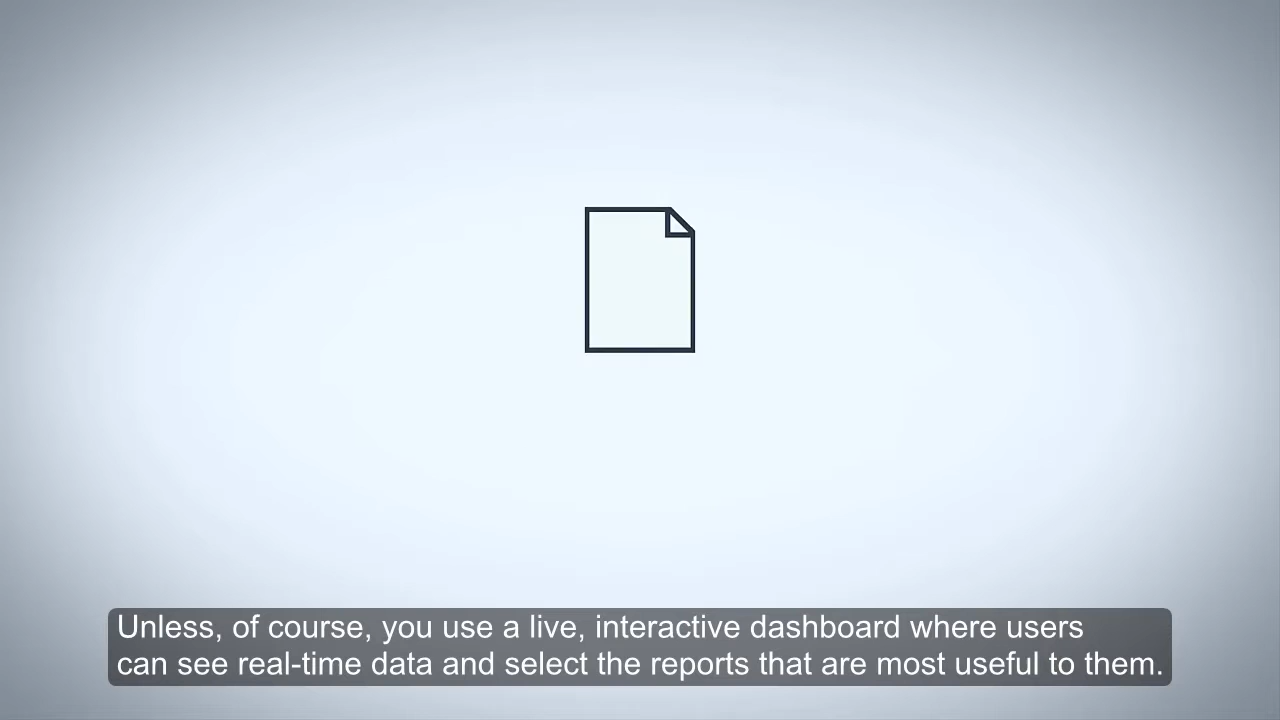 Unless, of course, you use a live, interactive dashboard where users
can see real-time data and select the reports that are most useful to them.